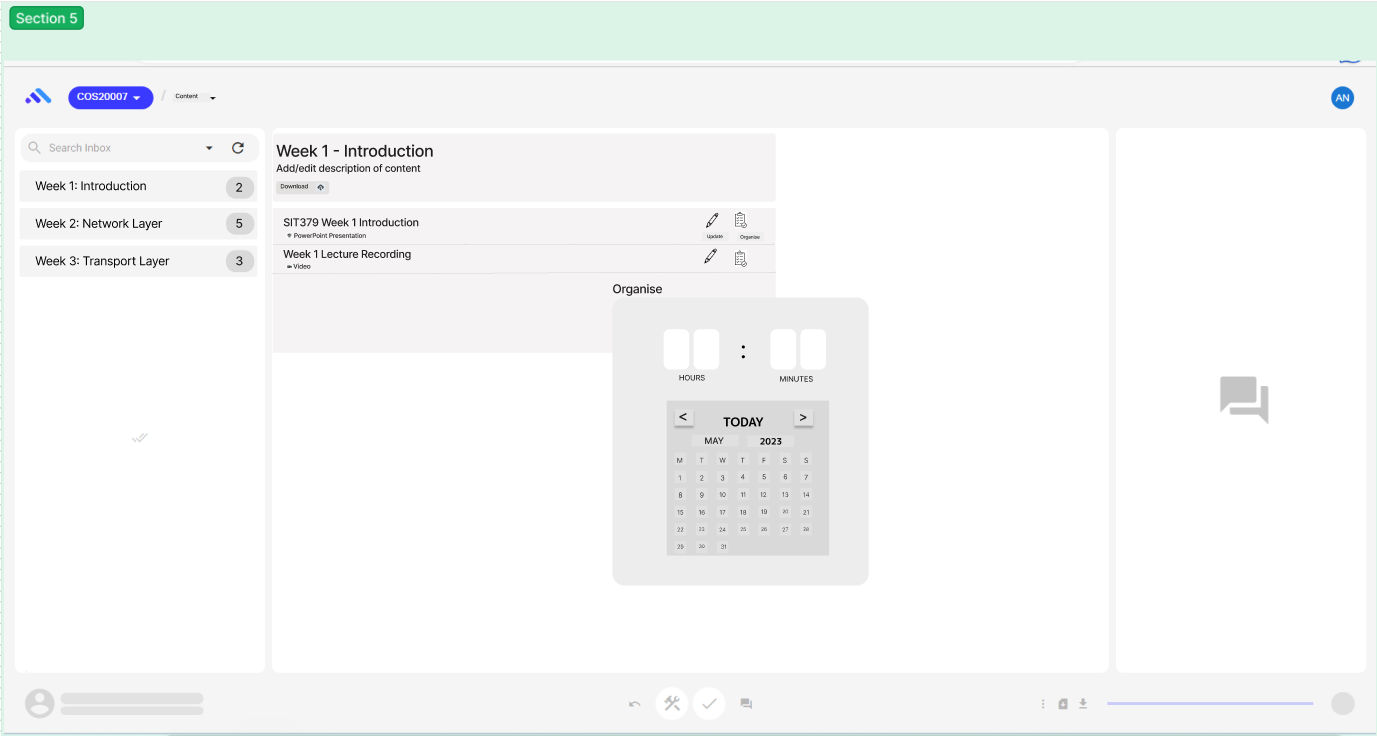 Section 5
COS20007
/
Content
AN
Search Inbox
Week 1: Introduction 2
Week 2: Network Layer 5
Week 3: Transport Layer 3
Week 1 - Introduction
Add/edit description of content
Download
SIT379 Week 1 Introduction
PowerPoint Presentation
Update Organise
Week 1 Lecture Recording
Video
Organise
:
HOURS MINUTES
< TODAY >
MAY 2023
M T W T F S S
1 2 3 4 5 6 7
8 9 10 11 12 13 14
15 16 17 18 19 20 21
22 23 24 25 26 27 28
29 30 31